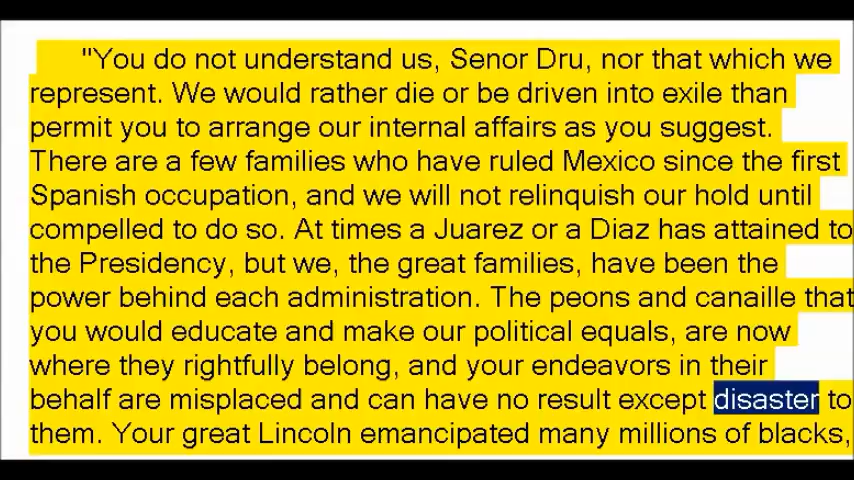 "You do not understand us, Senor Dru, nor that which we
represent. We would rather die or be driven into exile than
permit you to arrange our internal affairs as you suggest.
There are a few families who have ruled Mexico since the first
Spanish occupation, and we will not relinquish our hold until
compelled to do so. At times a Juarez or a Diaz has attained to
the Presidency, but we, the great families, have been the
power behind each administration. The peons and canaille that
you would educate and make our political equals, are now
where they rightfully belong, and your endeavors in their
behalf are misplaced and can have no result except disaster to
them. Your great Lincoln emancipated many millions of blacks,